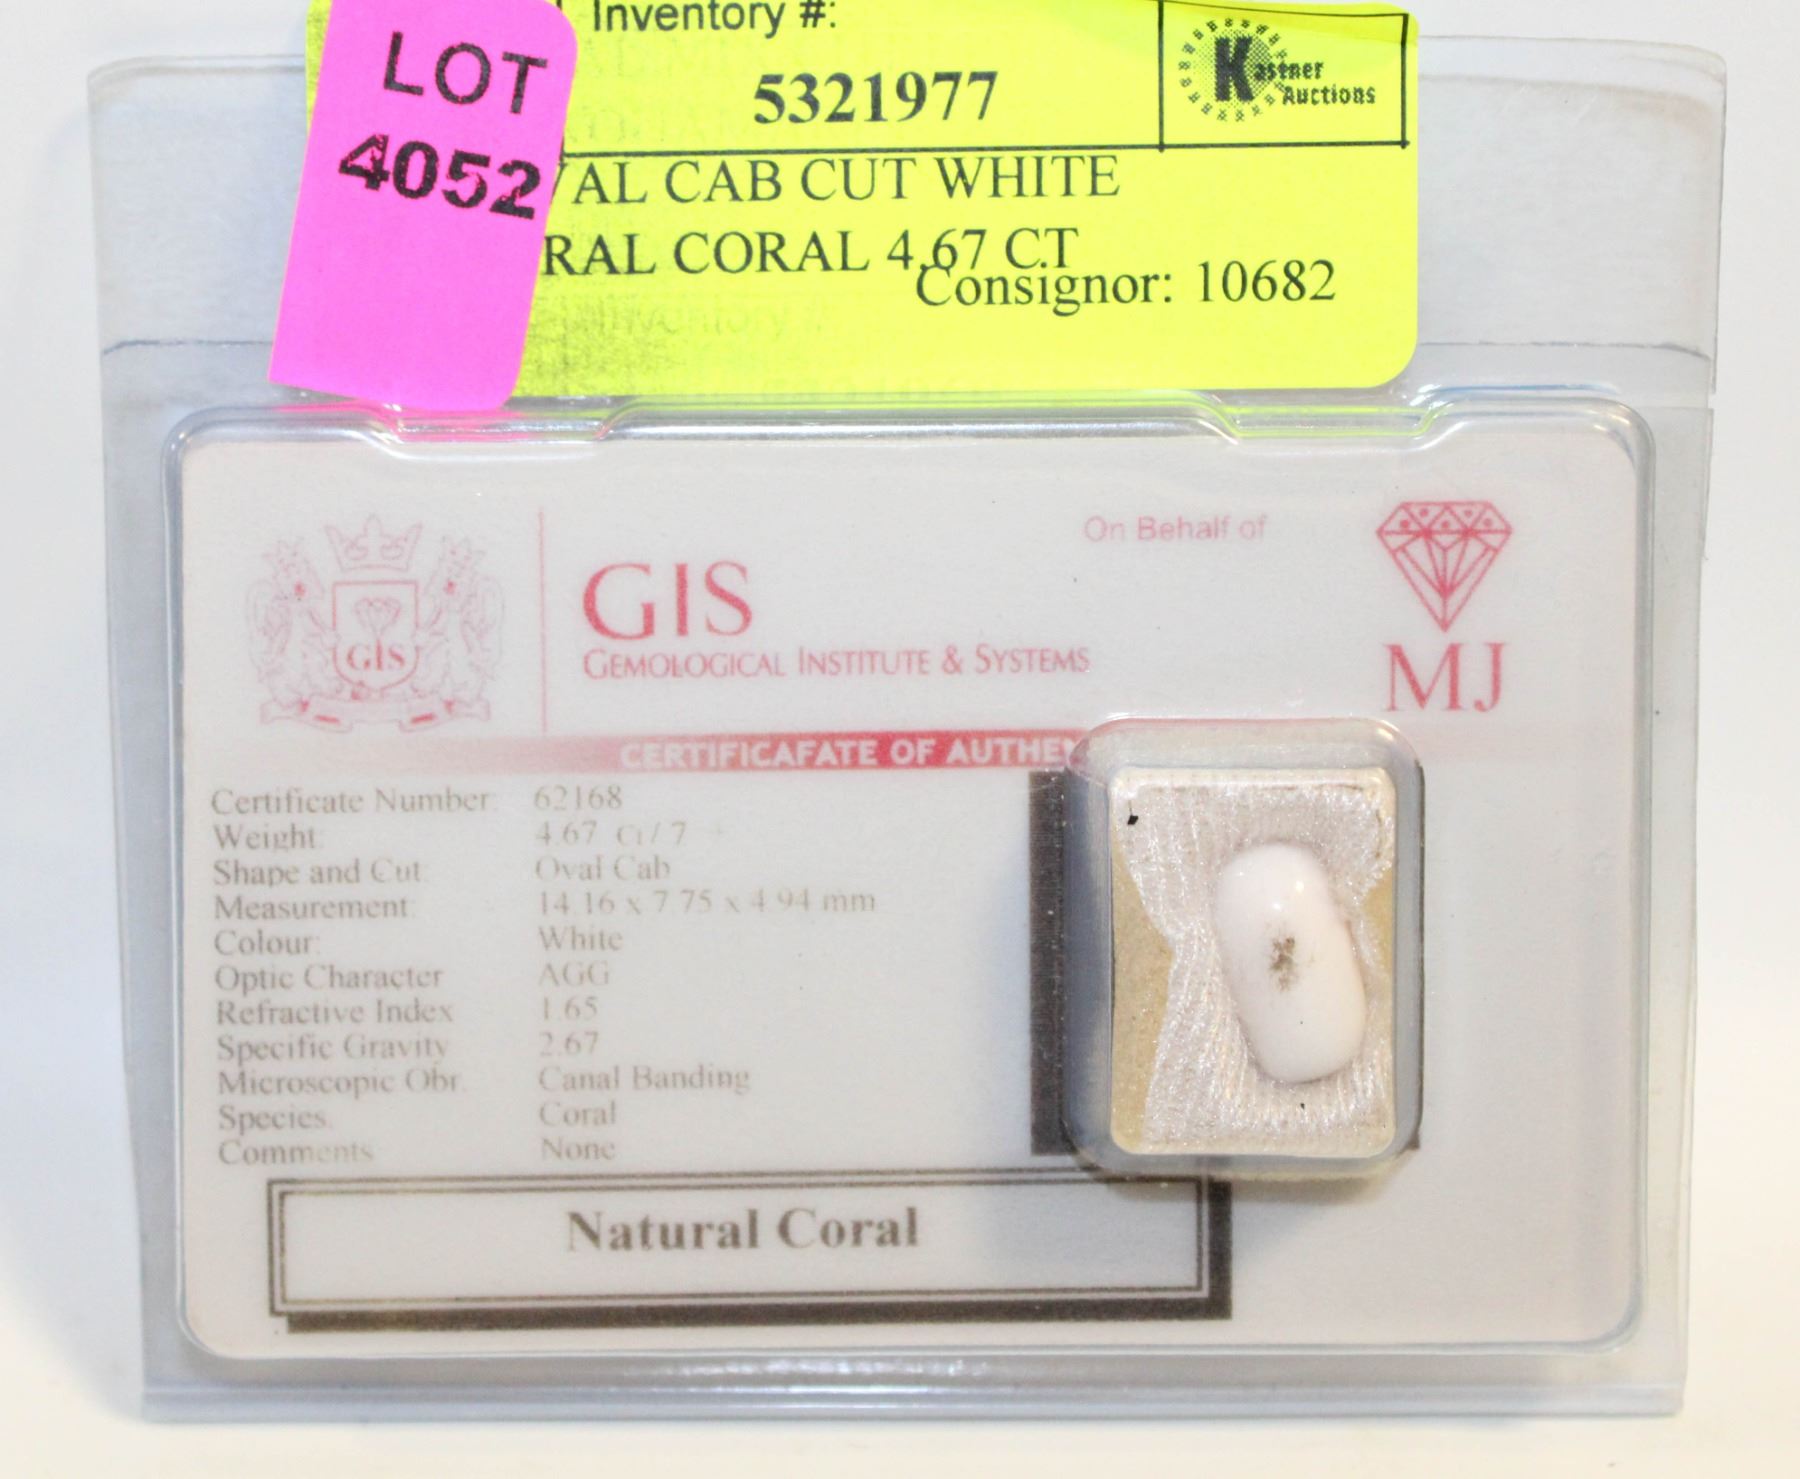 LOT
4052
Inventory #:
5321977
Kastner
Auctions
VAL CAB CUT WHITE
RAL CORAL 4.67 C.T
Consignor: 10682
GIS
GIS
GEMOLOGICAL INSTITUTE & SYSTEMS
On Behalf of
MJ
CERTIFICAFATE OF AUTHEN
Certificate Number: 62168
Weight: 4.67 Ct / 7
Shape and Cut: Oval Cab
Measurement: 14.16 x 7.75 x 4.94 mm
Colour: White
Optic Character AGG
Refractive Index 1.65
Specific Gravity 2.67
Microscopic Obr. Canal Banding
Species. Coral
Comments None
Natural Coral